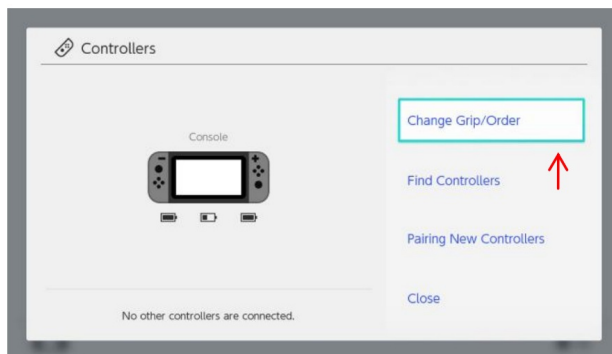 Controllers
Console
No other controllers are connected.
Change Grip/Order
Find Controllers
Pairing New Controllers
Close